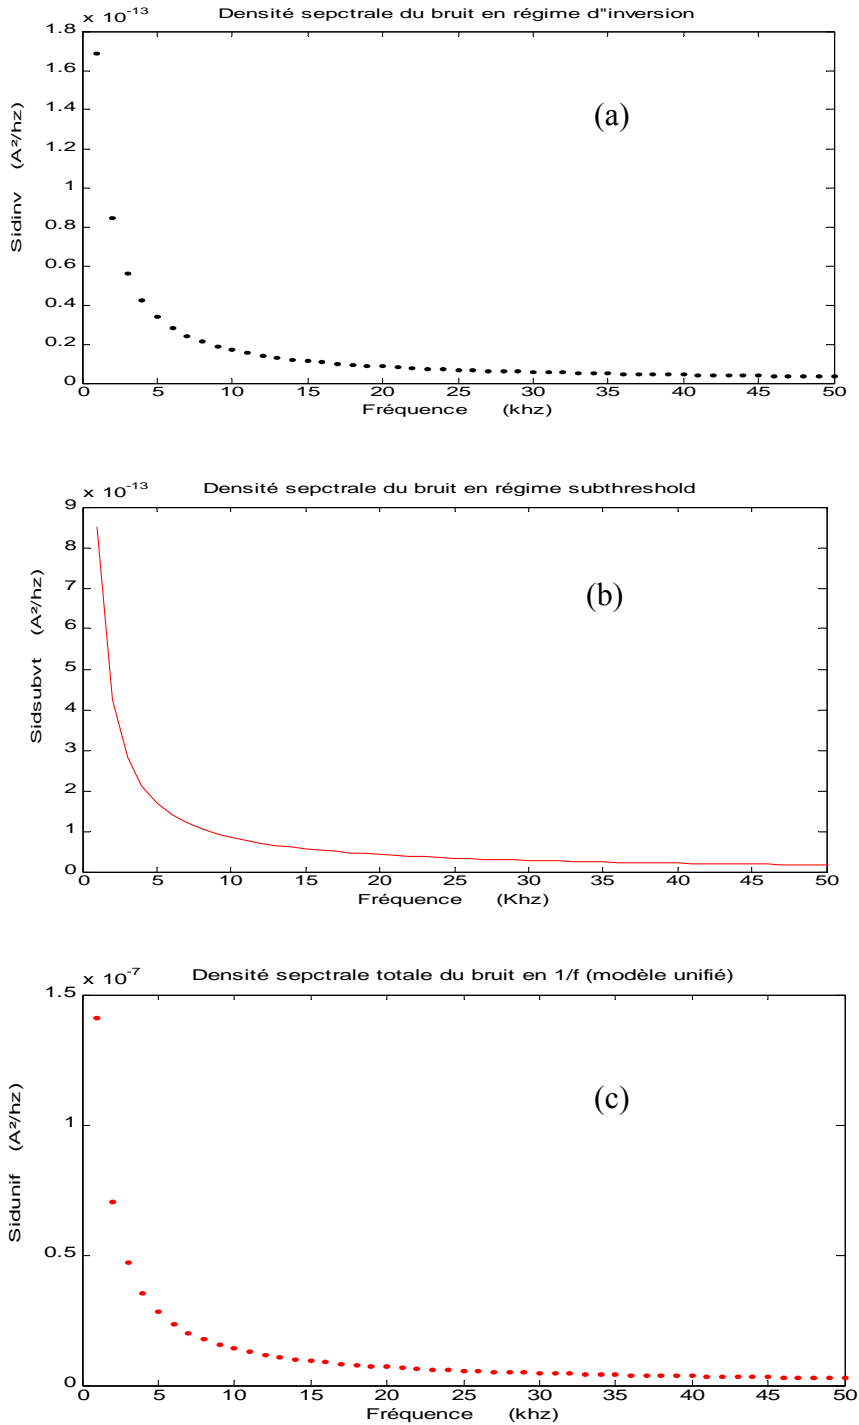 x 10-13
Densité sepctrale du bruit en régime d"inversion
1.8
1.6
1.4
1.2
1
0.8
0.6
0.4
0.2
0
Sidinv (A²/hz)
(a)
0 5 10 15 20 25 30 35 40 45 50
Fréquence (khz)
x 10-13
Densité sepctrale du bruit en régime subthreshold
9
8
7
6
5
4
3
2
1
0
Sidsubvt (A²/hz)
(b)
0 5 10 15 20 25 30 35 40 45 50
Fréquence (Khz)
x 10-7
Densité sepctrale totale du bruit en 1/f (modèle unifié)
1.5
1
0.5
0
Sidunif (A²/hz)
(c)
0 5 10 15 20 25 30 35 40 45 50
Fréquence (khz)